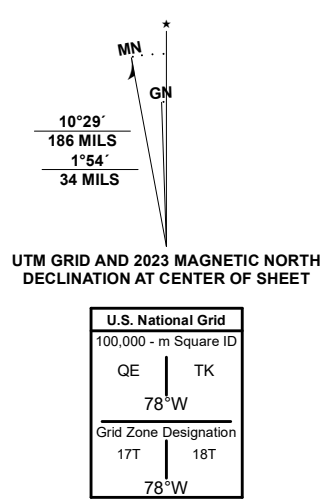 ★
MN
GN
10°29´
186 MILS
1°54´
34 MILS
UTM GRID AND 2023 MAGNETIC NORTH
DECLINATION AT CENTER OF SHEET
U.S. National Grid
100,000 - m Square ID
QE TK
78°W
Grid Zone Designation
17T 18T
78°W